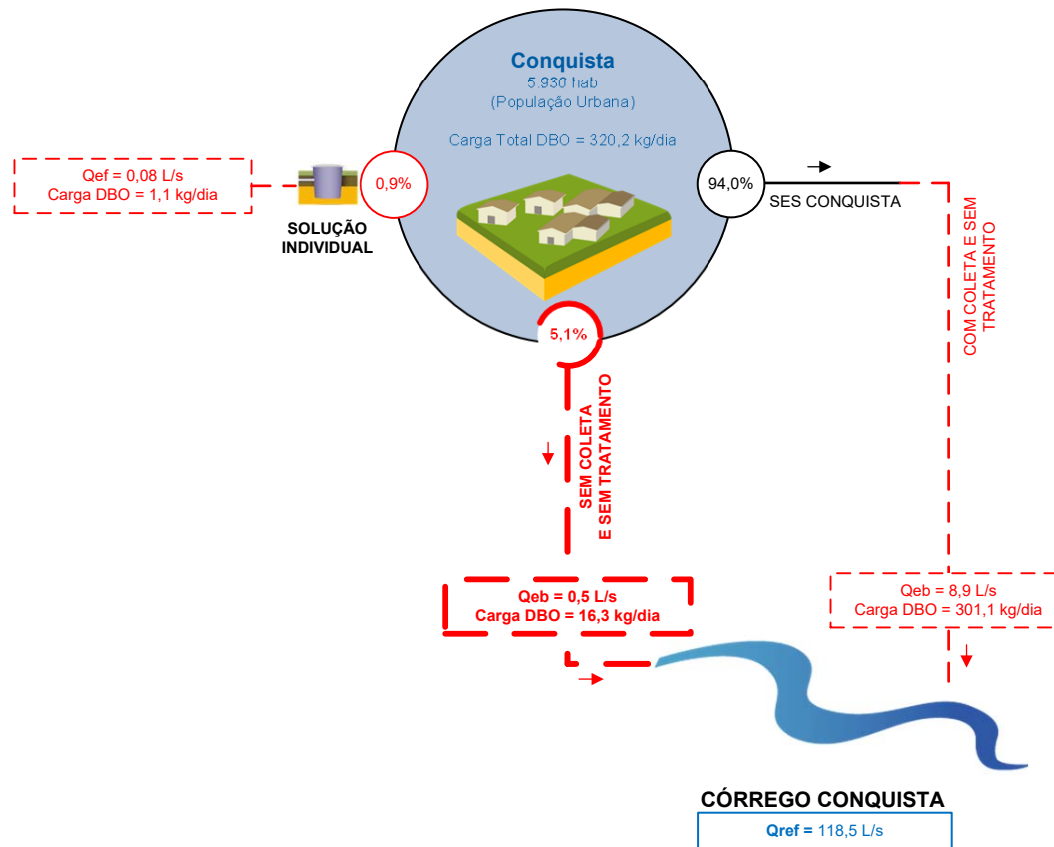 Conquista
5.930 hab
(População Urbana)
Carga Total DBO = 320,2 kg/dia
Qef = 0,08 L/s
Carga DBO = 1,1 kg/dia
SOLUÇÃO
INDIVIDUAL
0,9%
94,0%
SES CONQUISTA
COM COLETA E SEM
TRATAMENTO
5,1%
SEM COLETA
E SEM TRATAMENTO
Qeb = 0,5 L/s
Carga DBO = 16,3 kg/dia
Qeb = 8,9 L/s
Carga DBO = 301,1 kg/dia
CÓRREGO CONQUISTA
Qref = 118,5 L/s